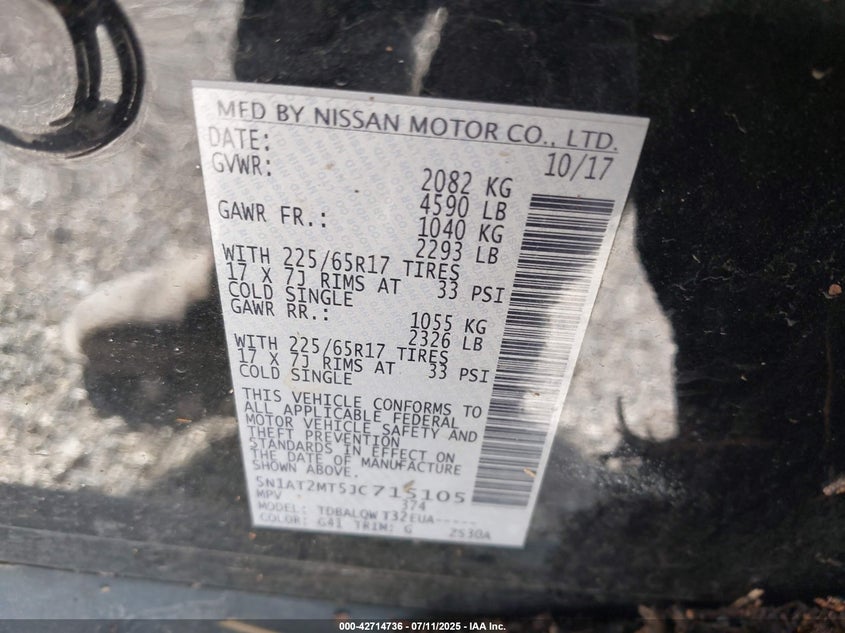 MFD BY NISSAN MOTOR CO., LTD.
DATE: 10/17
GVWR: 2082 KG
4590 LB
GAWR FR.: 1040 KG
2293 LB
WITH 225/65R17 TIRES
17 X 7J RIMS AT 33 PSI
COLD SINGLE
GAWR RR.: 1055 KG
2326 LB
WITH 225/65R17 TIRES
17 X 7J RIMS AT 33 PSI
COLD SINGLE
THIS VEHICLE CONFORMS TO
ALL APPLICABLE FEDERAL
MOTOR VEHICLE SAFETY AND
THEFT PREVENTION
STANDARDS IN EFFECT ON
THE DATE OF MANUFACTURE
SHOWN ABOVE.
5N1AT2MT5JC715105
MPV 374
MODEL: TDBALQW T32EUA-----
COLOR: G41 TRIM: G 2S30A
000-42714736 - 07/11/2025 - IAA Inc.